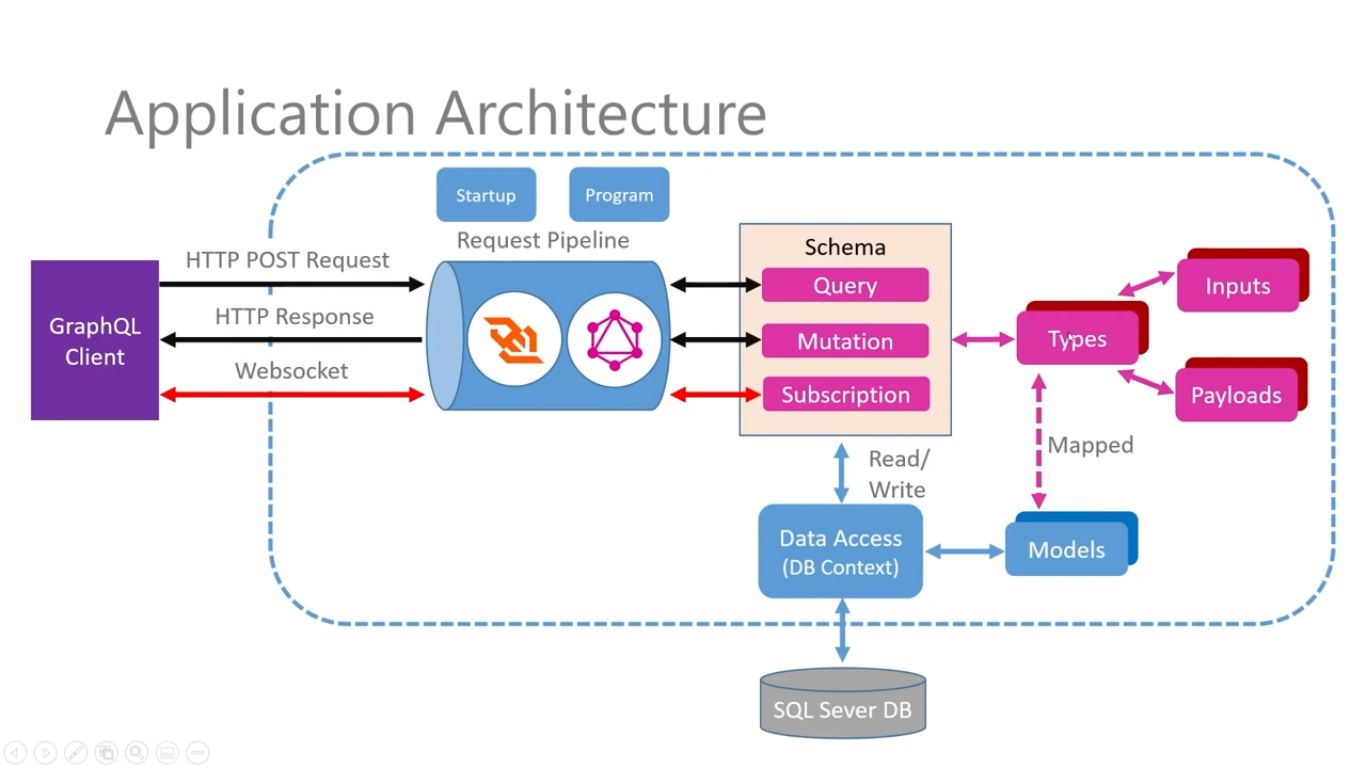 Application Architecture
Startup
Program
Request Pipeline
HTTP POST Request
HTTP Response
Websocket
GraphQL
Client
Schema
Query
Mutation
Subscription
Types
Inputs
Payloads
Mapped
Read/
Write
Data Access
(DB Context)
Models
SQL Sever DB